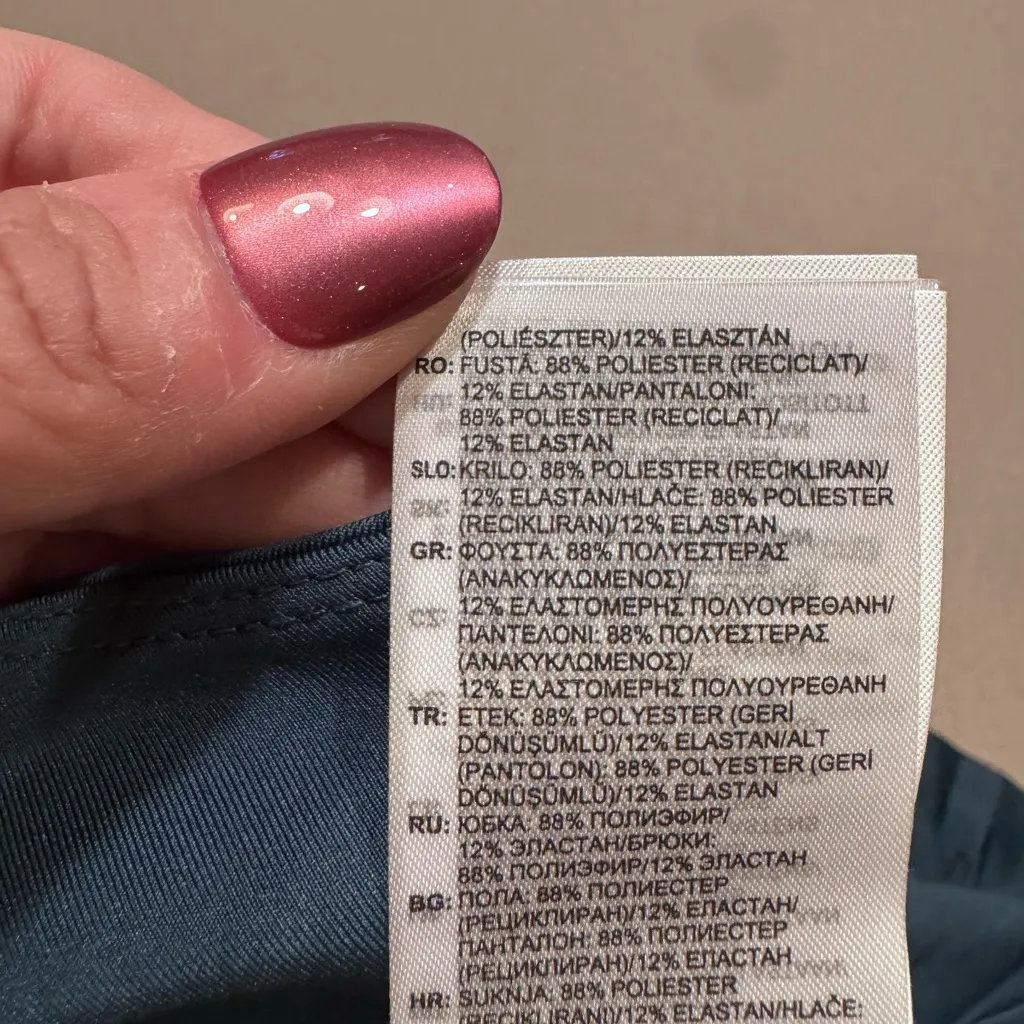 (POLIÉSZTER)/12% ELASZTÁN
RO: FUSTĂ: 88% POLIESTER (RECICLAT)/
12% ELASTAN/PANTALONI:
88% POLIESTER (RECICLAT)/
12% ELASTAN
SLO: KRILO: 88% POLIESTER (RECIKLIRAN)/
12% ELASTAN/HLAČE: 88% POLIESTER
(RECIKLIRAN)/12% ELASTAN
GR: ΦΟΥΣΤΑ: 88% ΠΟΛΥΕΣΤΕΡΑΣ
(ΑΝΑΚΥΚΛΩΜΕΝΟΣ)/
12% ΕΛΑΣΤΟΜΕΡΗΣ ΠΟΛΥΟΥΡΕΘΑΝΗ/
ΠΑΝΤΕΛΟΝΙ: 88% ΠΟΛΥΕΣΤΕΡΑΣ
(ΑΝΑΚΥΚΛΩΜΕΝΟΣ)/
12% ΕΛΑΣΤΟΜΕΡΗΣ ΠΟΛΥΟΥΡΕΘΑΝΗ
TR: ETEK: 88% POLYESTER (GERİ
DÖNÜŞÜMLÜ)/12% ELASTAN/ALT
(PANTOLON): 88% POLYESTER (GERİ
DÖNÜŞÜMLÜ)/12% ELASTAN
RU: ЮБКА: 88% ПОЛИЭФИР/
12% ЭЛАСТАН/БРЮКИ:
88% ПОЛИЭФИР/12% ЭЛАСТАН
BG: ПОЛА: 88% ПОЛИЕСТЕР
(РЕЦИКЛИРАН)/12% ЕЛАСТАН/
ПАНТАЛОН: 88% ПОЛИЕСТЕР
(РЕЦИКЛИРАН)/12% ЕЛАСТАН
HR: SUKNJA: 88% POLIESTER
(RECIKLIRAN)/12% ELASTAN/HLAČE: